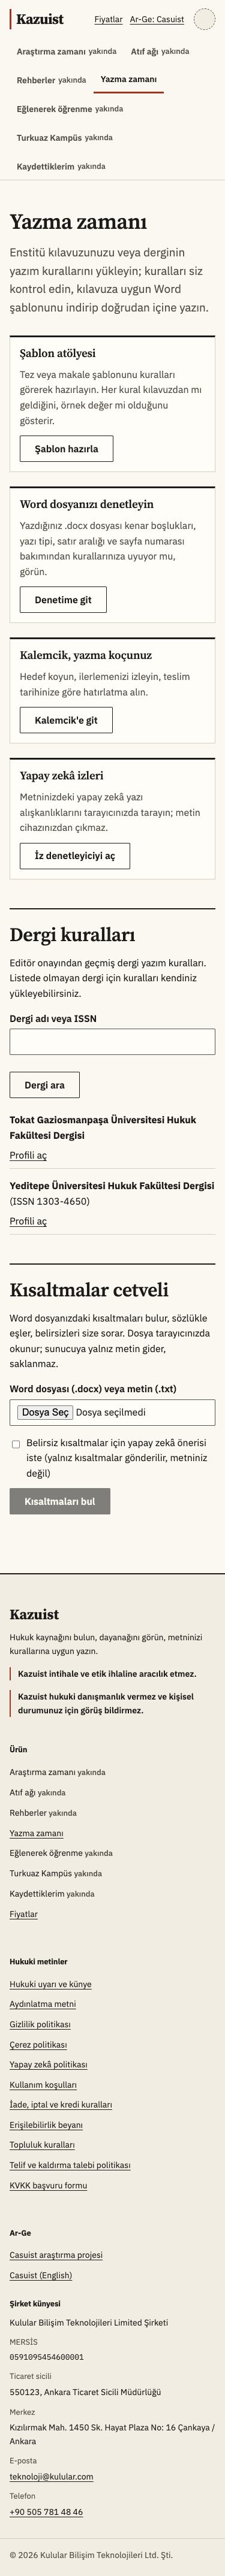 Kazuist
Fiyatlar Ar-Ge: Casuist
Araştırma zamanı yakında Atıf ağı yakında
Rehberler yakında Yazma zamanı
Eğlenerek öğrenme yakında
Turkuaz Kampüs yakında
Kaydettiklerim yakında
Yazma zamanı
Enstitü kılavuzunuzu veya derginin
yazım kurallarını yükleyin; kuralları siz
kontrol edin, kılavuza uygun Word
şablonunu indirip doğrudan içine yazın.
Şablon atölyesi
Tez veya makale şablonunu kuralları
görerek hazırlayın. Her kural kılavuzdan mı
geldiğini, örnek değer mi olduğunu
gösterir.
Şablon hazırla
Word dosyanızı denetleyin
Yazdığınız .docx dosyası kenar boşlukları,
yazı tipi, satır aralığı ve sayfa numarası
bakımından kurallarınıza uyuyor mu,
görün.
Denetime git
Kalemcik, yazma koçunuz
Hedef koyun, ilerlemenizi izleyin, teslim
tarihinize göre hatırlatma alın.
Kalemcik'e git
Yapay zekâ izleri
Metninizdeki yapay zekâ yazı
alışkanlıklarını tarayıcınızda tarayın; metin
cihazınızdan çıkmaz.
İz denetleyiciyi aç
Dergi kuralları
Editör onayından geçmiş dergi yazım kuralları.
Listede olmayan dergi için kuralları kendiniz
yükleyebilirsiniz.
Dergi adı veya ISSN
Dergi ara
Tokat Gaziosmanpaşa Üniversitesi Hukuk
Fakültesi Dergisi
Profili aç
Yeditepe Üniversitesi Hukuk Fakültesi Dergisi
(ISSN 1303-4650)
Profili aç
Kısaltmalar cetveli
Word dosyanızdaki kısaltmaları bulur, sözlükle
eşler, belirsizleri size sorar. Dosya tarayıcınızda
okunur; sunucuya yalnız metin gider,
saklanmaz.
Word dosyası (.docx) veya metin (.txt)
Dosya Seç Dosya seçilmedi
Belirsiz kısaltmalar için yapay zekâ önerisi
iste (yalnız kısaltmalar gönderilir, metniniz
değil)
Kısaltmaları bul
Kazuist
Hukuk kaynağını bulun, dayanağını görün, metninizi
kurallarına uygun yazın.
Kazuist intihale ve etik ihlaline aracılık etmez.
Kazuist hukuki danışmanlık vermez ve kişisel
durumunuz için görüş bildirmez.
Ürün
Araştırma zamanı yakında
Atıf ağı yakında
Rehberler yakında
Yazma zamanı
Eğlenerek öğrenme yakında
Turkuaz Kampüs yakında
Kaydettiklerim yakında
Fiyatlar
Hukuki metinler
Hukuki uyarı ve künye
Aydınlatma metni
Gizlilik politikası
Çerez politikası
Yapay zekâ politikası
Kullanım koşulları
İade, iptal ve kredi kuralları
Erişilebilirlik beyanı
Topluluk kuralları
Telif ve kaldırma talebi politikası
KVKK başvuru formu
Ar-Ge
Casuist araştırma projesi
Casuist (English)
Şirket künyesi
Kulular Bilişim Teknolojileri Limited Şirketi
MERSİS
0591095454600001
Ticaret sicili
550123, Ankara Ticaret Sicili Müdürlüğü
Merkez
Kızılırmak Mah. 1450 Sk. Hayat Plaza No: 16 Çankaya /
Ankara
E-posta
teknoloji@kulular.com
Telefon
+90 505 781 48 46
© 2026 Kulular Bilişim Teknolojileri Ltd. Şti.